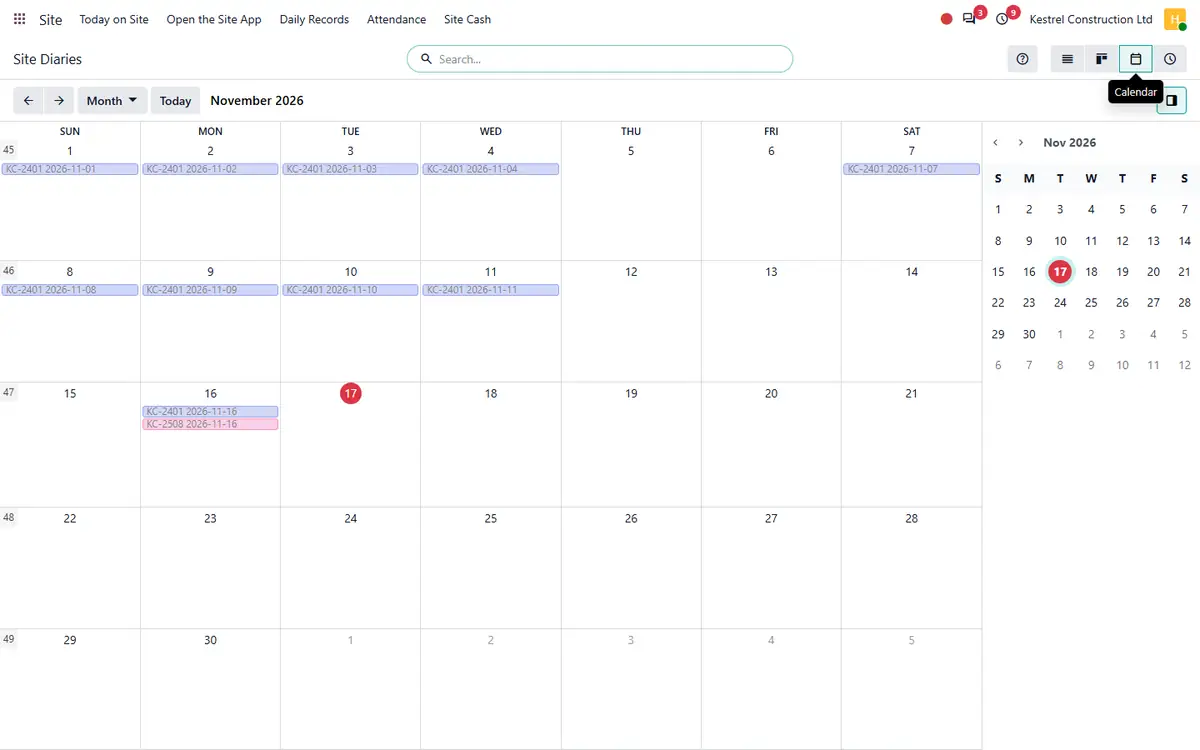 Site Today on Site Open the Site App Daily Records Attendance Site Cash 3 9 Kestrel Construction Ltd H
Site Diaries Search...
Calendar
Month Today November 2026
SUN MON TUE WED THU FRI SAT
45 1 2 3 4 5 6 7
KC-2401 2026-11-01 KC-2401 2026-11-02 KC-2401 2026-11-03 KC-2401 2026-11-04 KC-2401 2026-11-07
46 8 9 10 11 12 13 14
KC-2401 2026-11-08 KC-2401 2026-11-09 KC-2401 2026-11-10 KC-2401 2026-11-11
47 15 16 17 18 19 20 21
KC-2401 2026-11-16
KC-2508 2026-11-16
48 22 23 24 25 26 27 28
49 29 30 1 2 3 4 5
Nov 2026
S M T W T F S
1 2 3 4 5 6 7
8 9 10 11 12 13 14
15 16 17 18 19 20 21
22 23 24 25 26 27 28
29 30 1 2 3 4 5
6 7 8 9 10 11 12